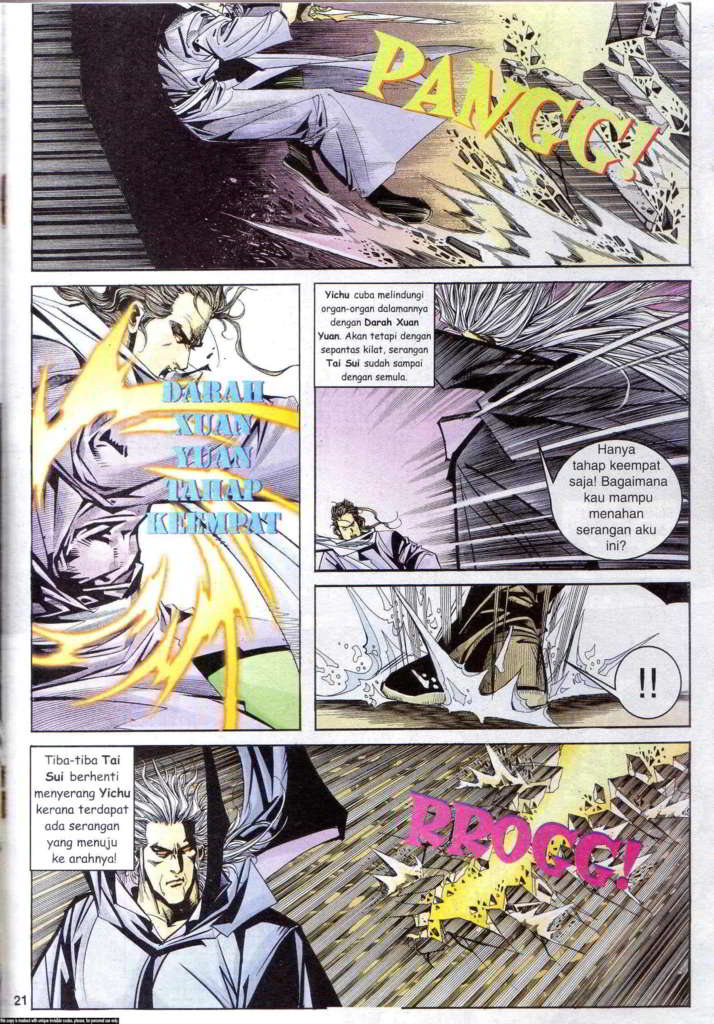 PANGG!
Yichu cuba melindungi
organ-organ dalamannya
dengan Darah Xuan
Yuan. Akan tetapi dengan
sepantas kilat, serangan
Tai Sui sudah sampai
dengan semula.
DARAH
XUAN
YUAN
TAHAP
KEEMPAT
Hanya
tahap keempat
saja! Bagaimana
kau mampu
menahan
serangan aku
ini?
!!
Tiba-tiba Tai
Sui berhenti
menyerang Yichu
kerana terdapat
ada serangan
yang menuju
ke arahnya!
RROGG!
21